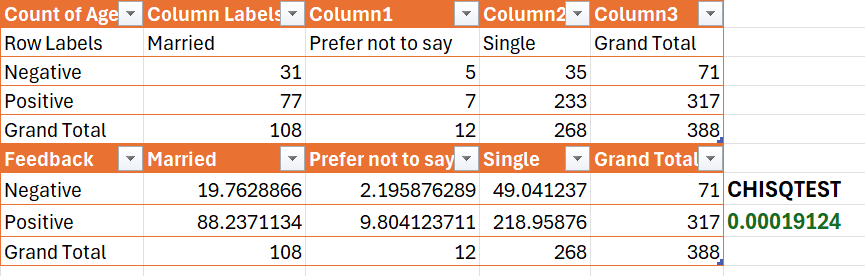 Count of Age Column Labels Column1 Column2 Column3
Row Labels Married Prefer not to say Single Grand Total
Negative 31 5 35 71
Positive 77 7 233 317
Grand Total 108 12 268 388
Feedback Married Prefer not to say Single Grand Total
Negative 19.7628866 2.195876289 49.041237 71 CHISQTEST
Positive 88.2371134 9.804123711 218.95876 317 0.00019124
Grand Total 108 12 268 388